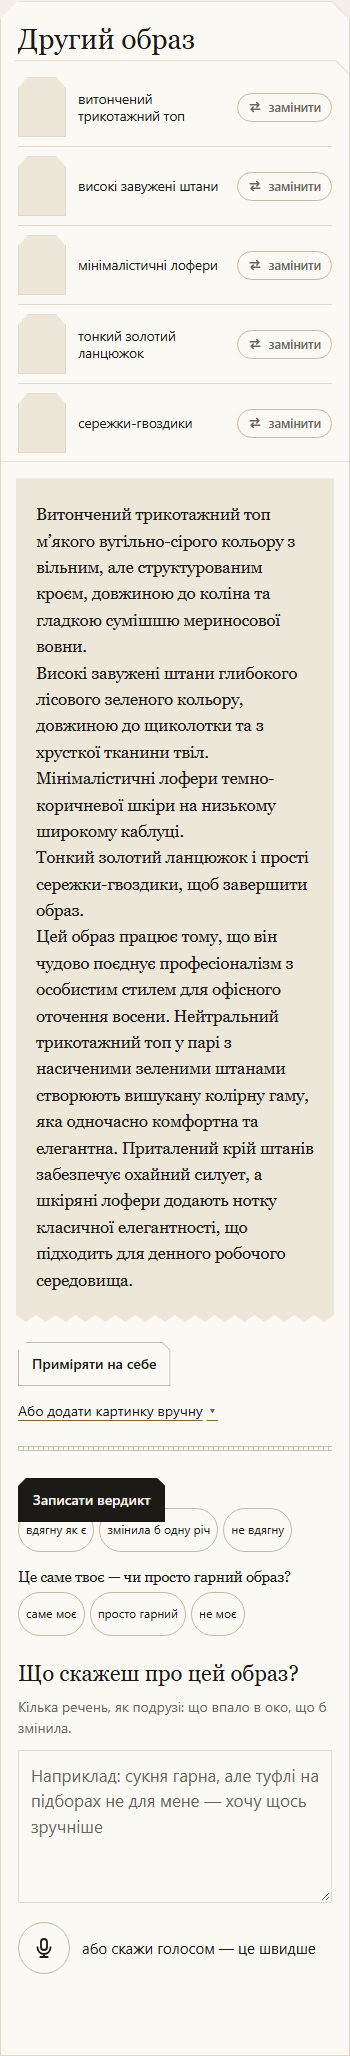 Другий образ
витончений
трикотажний топ
замінити
високі завужені штани
замінити
мінімалістичні лофери
замінити
тонкий золотий
ланцюжок
замінити
сережки-гвоздики
замінити
Витончений трикотажний топ
м’якого вугільно-сірого кольору з
вільним, але структурованим
кроєм, довжиною до коліна та
гладкою сумішшю мериносової
вовни.
Високі завужені штани глибокого
лісового зеленого кольору,
довжиною до щиколотки та з
хрусткої тканини твіл.
Мінімалістичні лофери темно-
коричневої шкіри на низькому
широкому каблуці.
Тонкий золотий ланцюжок і прості
сережки-гвоздики, щоб завершити
образ.
Цей образ працює тому, що він
чудово поєднує професіоналізм з
особистим стилем для офісного
оточення восени. Нейтральний
трикотажний топ у парі з
насиченими зеленими штанами
створюють вишукану колірну гаму,
яка одночасно комфортна та
елегантна. Приталений крій штанів
забезпечує охайний силует, а
шкіряні лофери додають нотку
класичної елегантності, що
підходить для денного робочого
середовища.
Приміряти на себе
Або додати картинку вручну
Записати вердикт
вдягну як є
змінила б одну річ
не вдягну
Це саме твоє — чи просто гарний образ?
саме моє
просто гарний
не моє
Що скажеш про цей образ?
Кілька речень, як подрузі: що впало в око, що б
змінила.
Наприклад: сукня гарна, але туфлі на
підборах не для мене — хочу щось
зручніше
або скажи голосом — це швидше